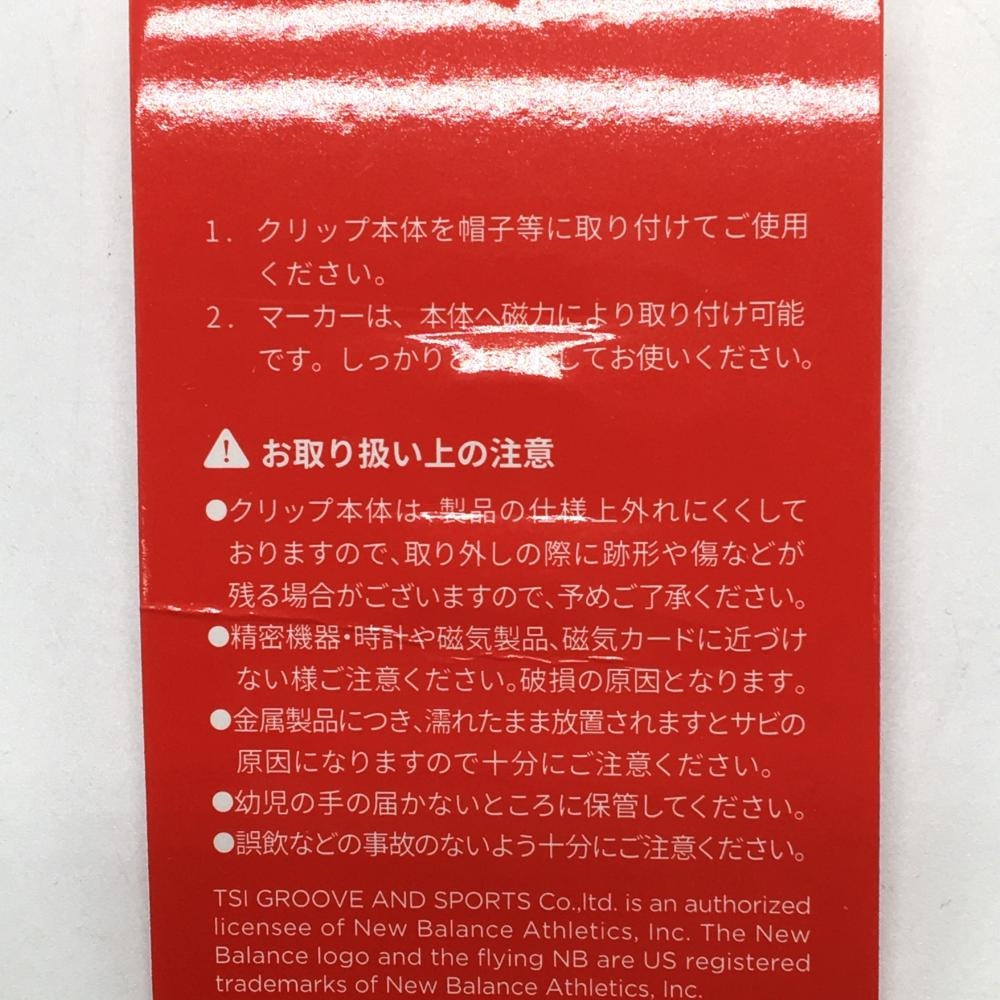 1. クリップ本体を帽子等に取り付けてご使用
ください。
2. マーカーは、本体へ磁力により取り付け可能
です。しっかりと してお使いください。
お取り扱い上の注意
●クリップ本体は、製品の仕様上外れにくくして
おりますので、取り外しの際に跡形や傷などが
残る場合がございますので、予めご了承ください。
●精密機器・時計や磁気製品、磁気カードに近づけ
ない様ご注意ください。破損の原因となります。
●金属製品につき、濡れたまま放置されますとサビの
原因になりますので十分にご注意ください。
●幼児の手の届かないところに保管してください。
●誤飲などの事故のないよう十分にご注意ください。
TSI GROOVE AND SPORTS Co.,ltd. is an authorized
licensee of New Balance Athletics, Inc. The New
Balance logo and the flying NB are US registered
trademarks of New Balance Athletics, Inc.